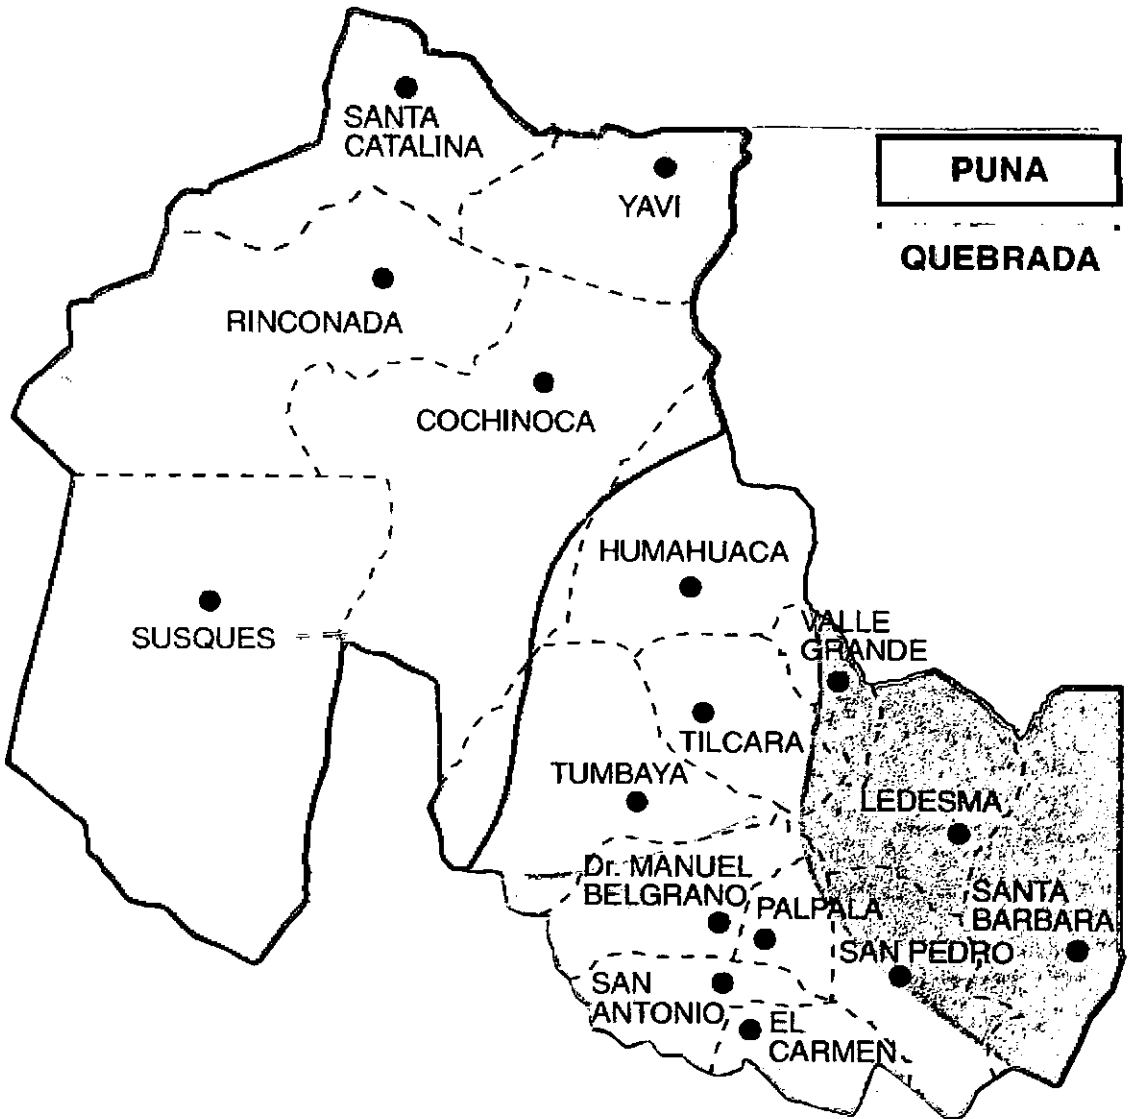 SANTA
CATALINA
YAVI
PUNA
QUEBRADA
RINCONADA
COCHINOCA
HUMAHUACA
SUSQUES
VALLE
GRANDE
TILCARA
TUMBAYA
LEDESMA
Dr. MANUEL
BELGRANO
PALPALA
SANTA
BARBARA
SAN PEDRO
SAN
ANTONIO
EL
CARMEN